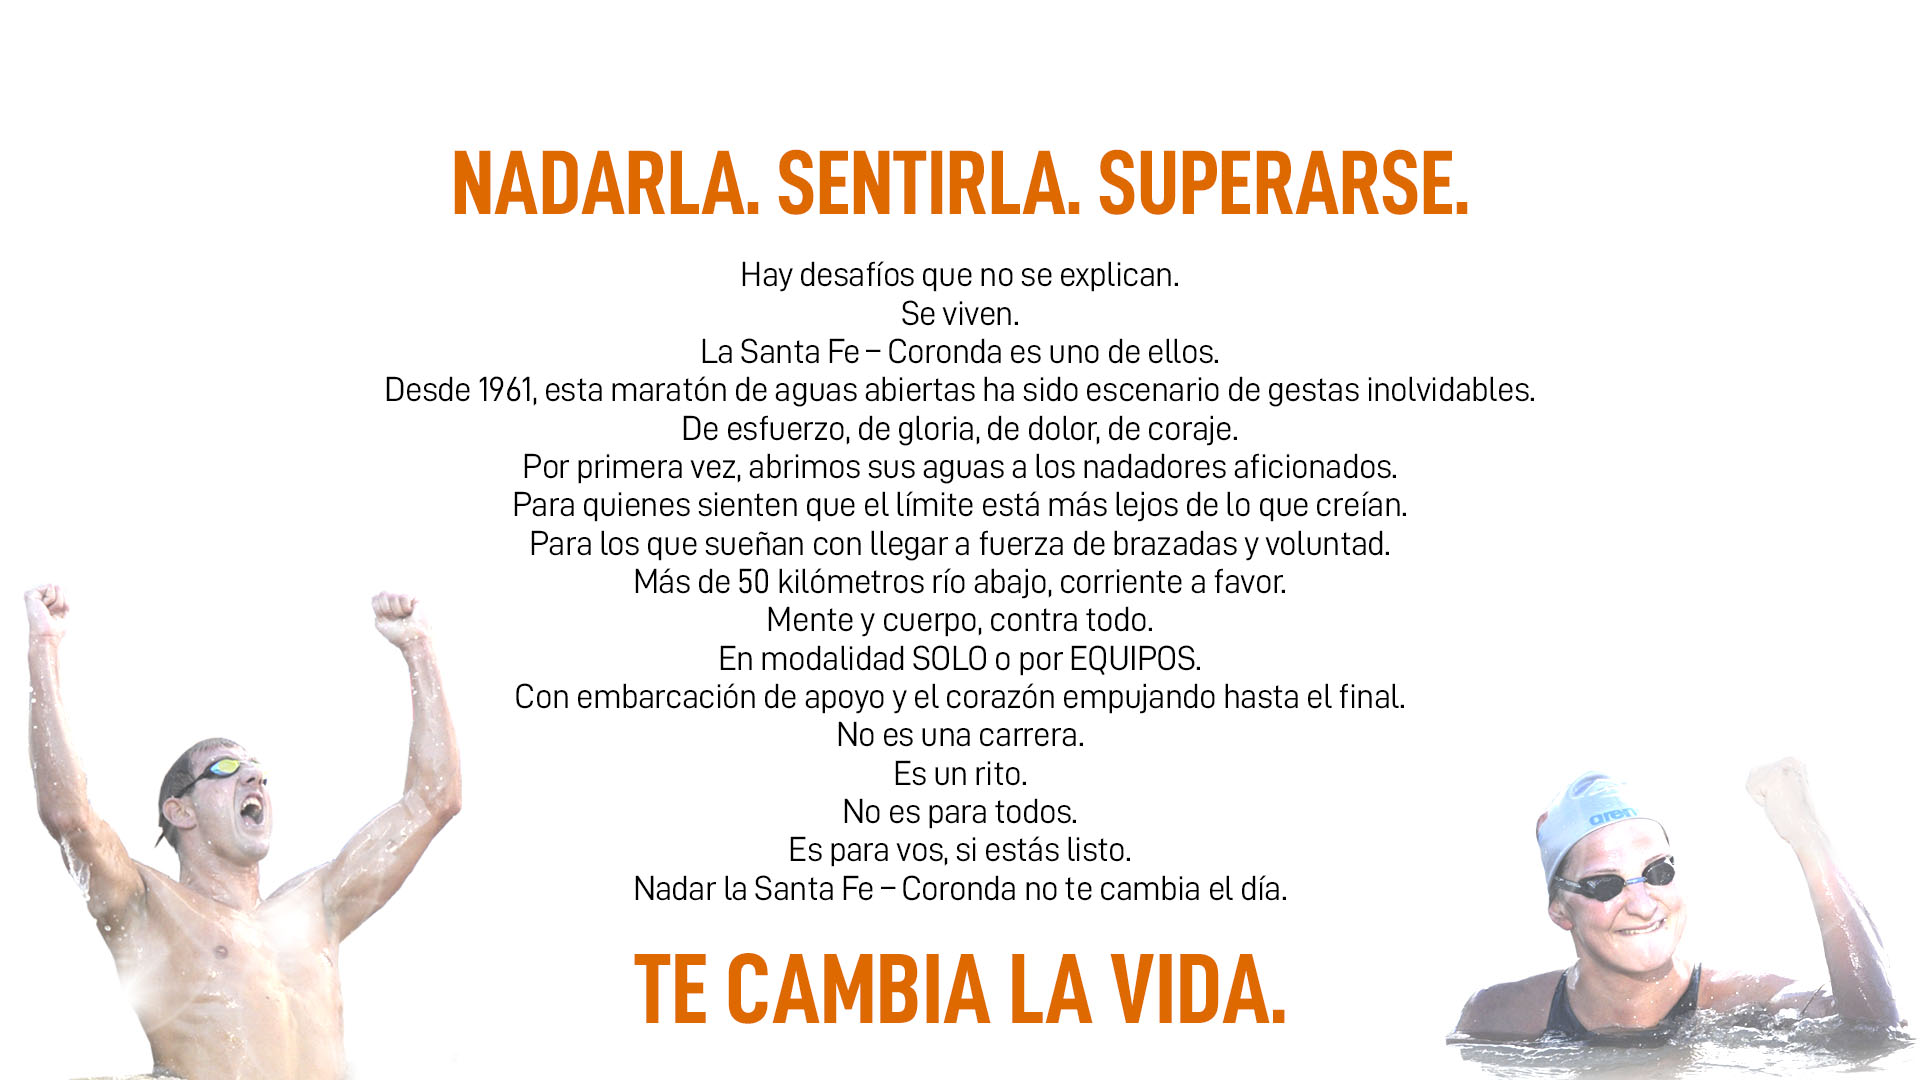 NADARLA. SENTIRLA. SUPERARSE.
Hay desafíos que no se explican.
Se viven.
La Santa Fe – Coronda es uno de ellos.
Desde 1961, esta maratón de aguas abiertas ha sido escenario de gestas inolvidables.
De esfuerzo, de gloria, de dolor, de coraje.
Por primera vez, abrimos sus aguas a los nadadores aficionados.
Para quienes sienten que el límite está más lejos de lo que creían.
Para los que sueñan con llegar a fuerza de brazadas y voluntad.
Más de 50 kilómetros río abajo, corriente a favor.
Mente y cuerpo, contra todo.
En modalidad SOLO o por EQUIPOS.
Con embarcación de apoyo y el corazón empujando hasta el final.
No es una carrera.
Es un rito.
No es para todos.
Es para vos, si estás listo.
Nadar la Santa Fe – Coronda no te cambia el día.
TE CAMBIA LA VIDA.
arena